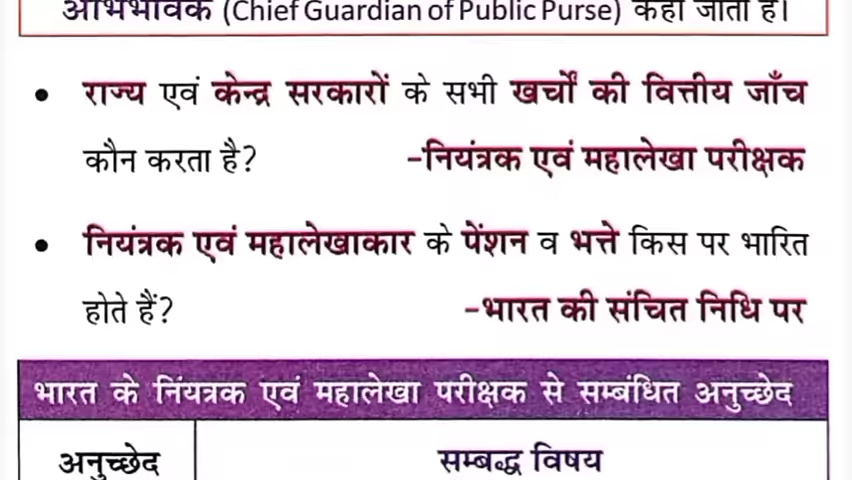 अभिभावक (Chief Guardian of Public Purse) कहा जाता है।
• राज्य एवं केन्द्र सरकारों के सभी खर्चों की वित्तीय जाँच
कौन करता है? –नियंत्रक एवं महालेखा परीक्षक
• नियंत्रक एवं महालेखाकार के पेंशन व भत्ते किस पर भारित
होते हैं? –भारत की संचित निधि पर
भारत के निंयत्रक एवं महालेखा परीक्षक से सम्बंधित अनुच्छेद
अनुच्छेद सम्बद्ध विषय